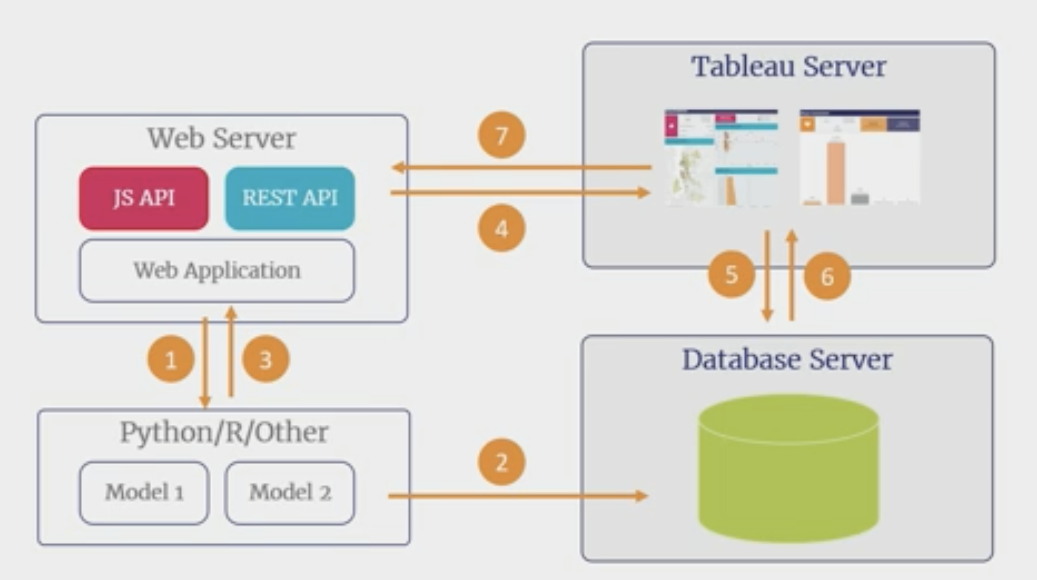 Tableau Server
Web Server
JS API
REST API
Web Application
7
4
5
6
1
3
Database Server
Python/R/Other
Model 1
Model 2
2